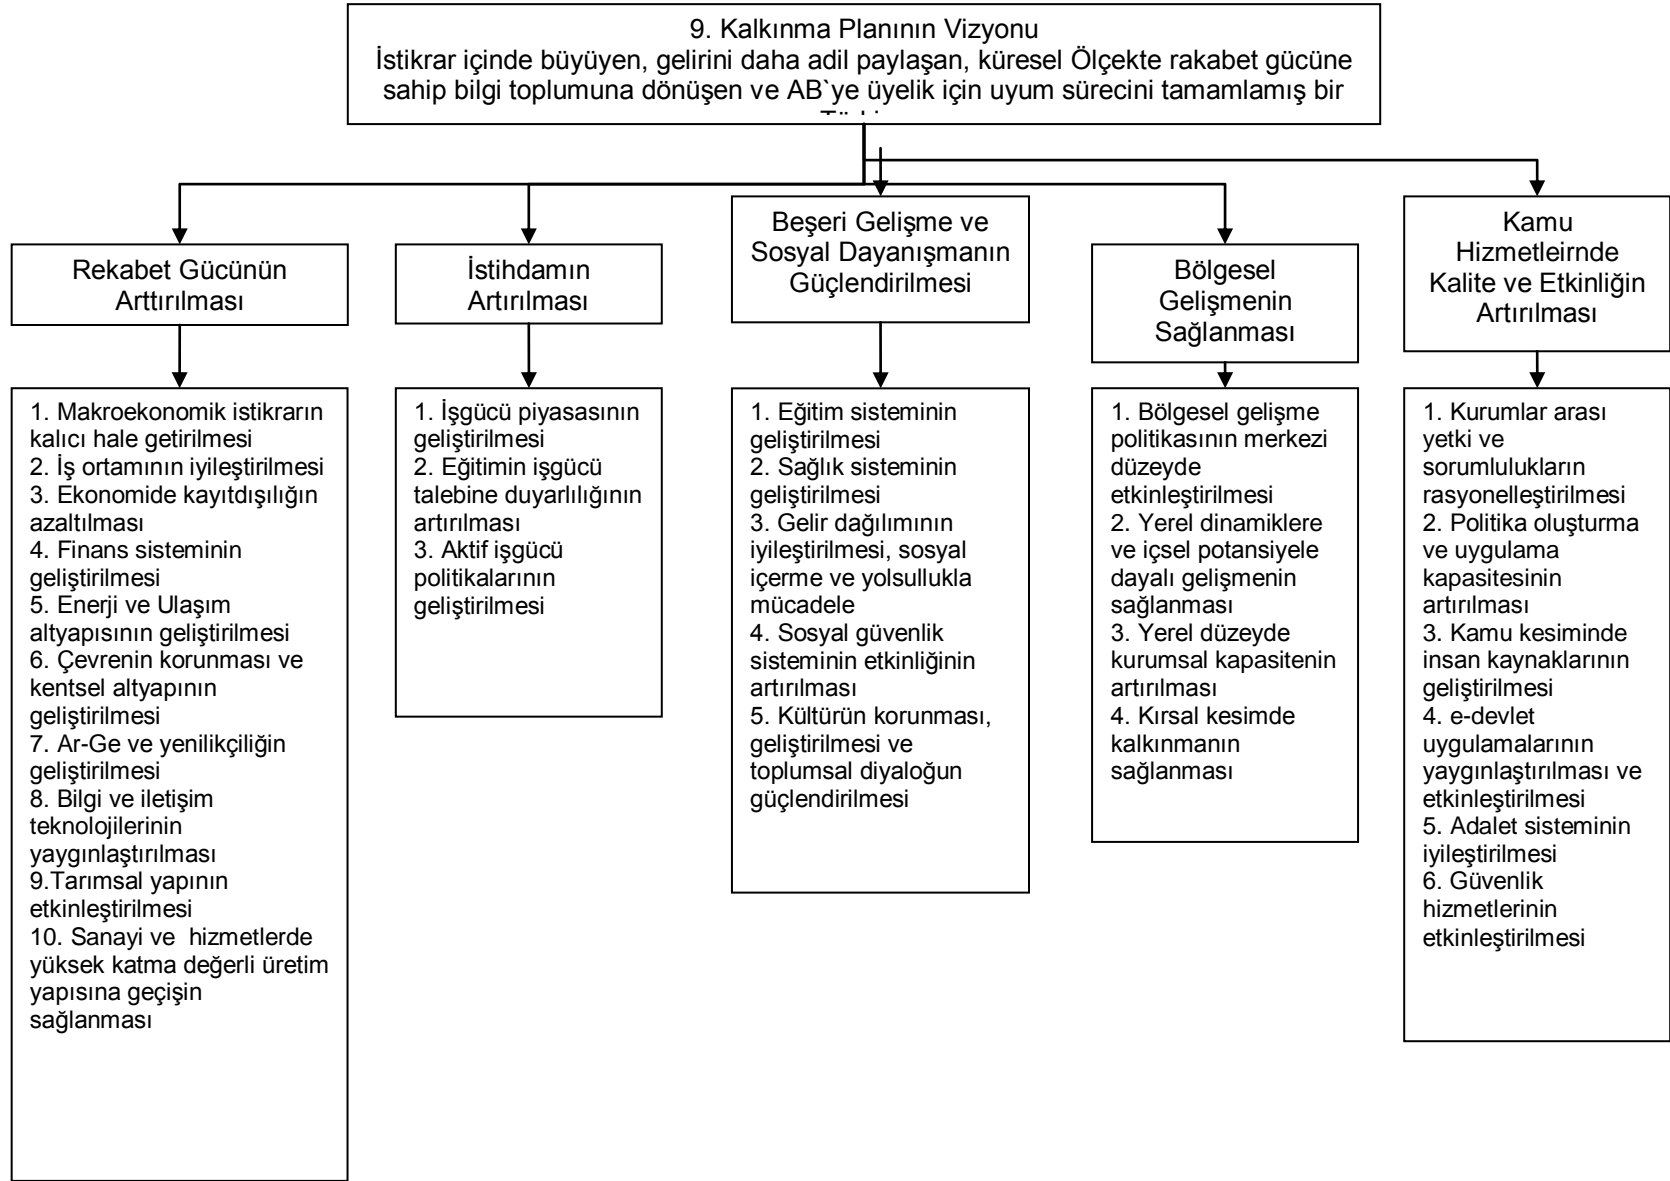 9. Kalkınma Planının Vizyonu
İstikrar içinde büyüyen, gelirini daha adil paylaşan, küresel Ölçekte rakabet gücüne
sahip bilgi toplumuna dönüşen ve AB`ye üyelik için uyum sürecini tamamlamış bir
Rekabet Gücünün
Arttırılması
İstihdamın
Artırılması
Beşeri Gelişme ve
Sosyal Dayanışmanın
Güçlendirilmesi
Bölgesel
Gelişmenin
Sağlanması
Kamu
Hizmetleirnde
Kalite ve Etkinliğin
Artırılması
1. Makroekonomik istikrarın
kalıcı hale getirilmesi
2. İş ortamının iyileştirilmesi
3. Ekonomide kayıtdışılığın
azaltılması
4. Finans sisteminin
geliştirilmesi
5. Enerji ve Ulaşım
altyapısının geliştirilmesi
6. Çevrenin korunması ve
kentsel altyapının
geliştirilmesi
7. Ar-Ge ve yenilikçiliğin
geliştirilmesi
8. Bilgi ve iletişim
teknolojilerinin
yaygınlaştırılması
9.Tarımsal yapının
etkinleştirilmesi
10. Sanayi ve hizmetlerde
yüksek katma değerli üretim
yapısına geçişin
sağlanması
1. İşgücü piyasasının
geliştirilmesi
2. Eğitimin işgücü
talebine duyarlılığının
artırılması
3. Aktif işgücü
politikalarının
geliştirilmesi
1. Eğitim sisteminin
geliştirilmesi
2. Sağlık sisteminin
geliştirilmesi
3. Gelir dağılımının
iyileştirilmesi, sosyal
içerme ve yolsullukla
mücadele
4. Sosyal güvenlik
sisteminin etkinliğinin
artırılması
5. Kültürün korunması,
geliştirilmesi ve
toplumsal diyaloğun
güçlendirilmesi
1. Bölgesel gelişme
politikasının merkezi
düzeyde
etkinleştirilmesi
2. Yerel dinamiklere
ve içsel potansiyele
dayalı gelişmenin
sağlanması
3. Yerel düzeyde
kurumsal kapasitenin
artırılması
4. Kırsal kesimde
kalkınmanın
sağlanması
1. Kurumlar arası
yetki ve
sorumlulukların
rasyonelleştirilmesi
2. Politika oluşturma
ve uygulama
kapasitesinin
artırılması
3. Kamu kesiminde
insan kaynaklarının
geliştirilmesi
4. e-devlet
uygulamalarının
yaygınlaştırılması ve
etkinleştirilmesi
5. Adalet sisteminin
iyileştirilmesi
6. Güvenlik
hizmetlerinin
etkinleştirilmesi